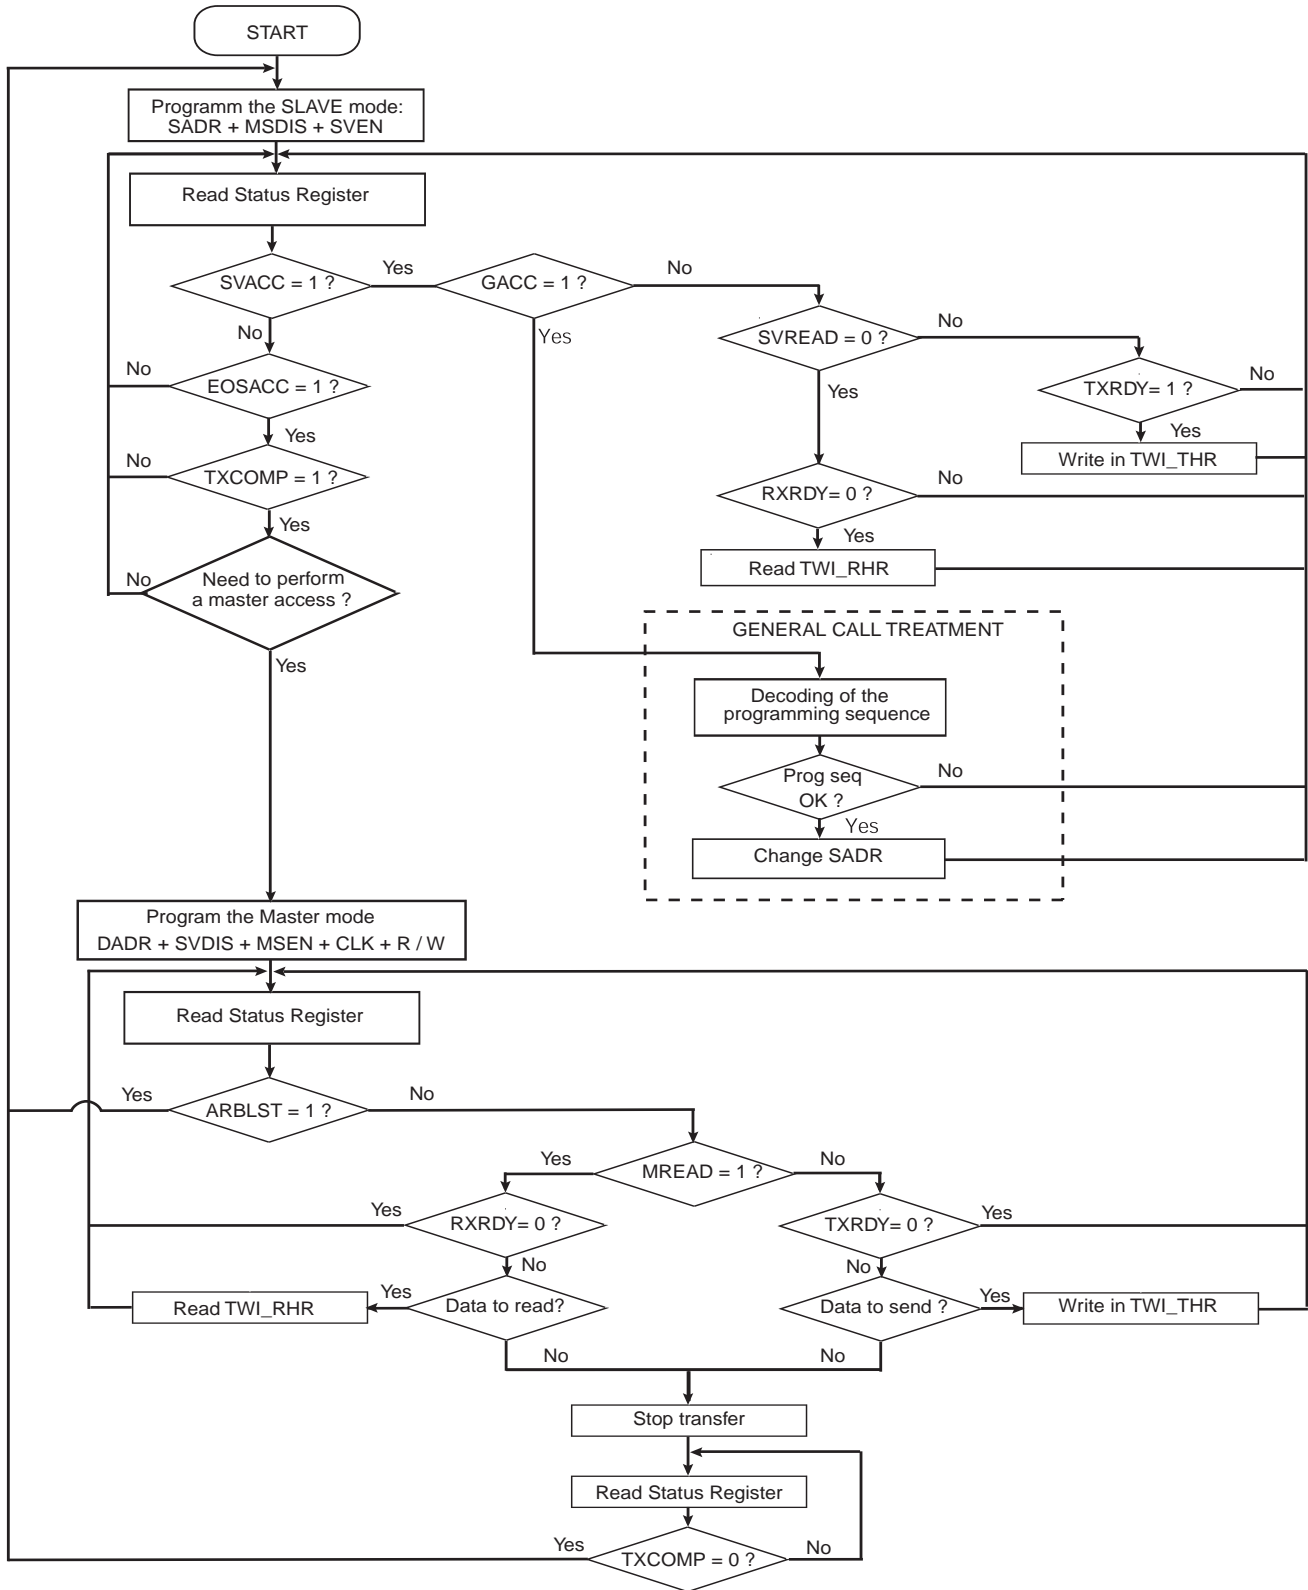 START
Programm the SLAVE mode:
SADR + MSDIS + SVEN
Read Status Register
SVACC = 1 ?
Yes
GACC = 1 ?
No
No
Yes
SVREAD = 0 ?
No
No
EOSACC = 1 ?
Yes
TXRDY= 1 ?
No
Yes
Yes
Write in TWI_THR
No
TXCOMP = 1 ?
RXRDY= 0 ?
No
Yes
Yes
Read TWI_RHR
No
Need to perform
a master access ?
Yes
GENERAL CALL TREATMENT
Decoding of the
programming sequence
Prog seq
OK ?
No
Yes
Change SADR
Program the Master mode
DADR + SVDIS + MSEN + CLK + R / W
Read Status Register
Yes
ARBLST = 1 ?
No
Yes
MREAD = 1 ?
No
Yes
RXRDY= 0 ?
TXRDY= 0 ?
Yes
No
No
Read TWI_RHR
Yes
Data to read?
Data to send ?
Yes
Write in TWI_THR
No
No
Stop transfer
Read Status Register
Yes
TXCOMP = 0 ?
No